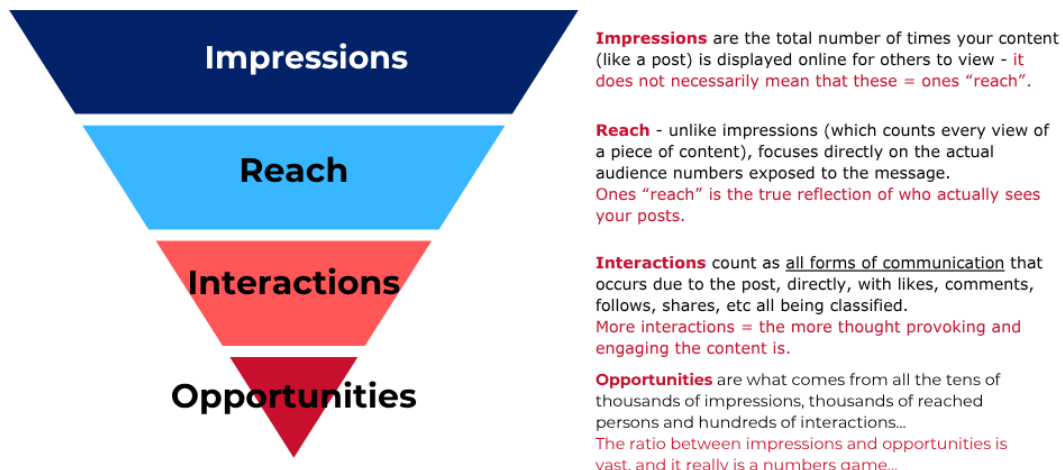 Impressions
Impressions are the total number of times your content
(like a post) is displayed online for others to view - it
does not necessarily mean that these = ones “reach”.
Reach
Reach - unlike impressions (which counts every view of
a piece of content), focuses directly on the actual
audience numbers exposed to the message.
Ones “reach” is the true reflection of who actually sees
your posts.
Interactions
Interactions count as all forms of communication that
occurs due to the post, directly, with likes, comments,
follows, shares, etc all being classified.
More interactions = the more thought provoking and
engaging the content is.
Opportunities
Opportunities are what comes from all the tens of
thousands of impressions, thousands of reached
persons and hundreds of interactions...
The ratio between impressions and opportunities is
vast, and it really is a numbers game...